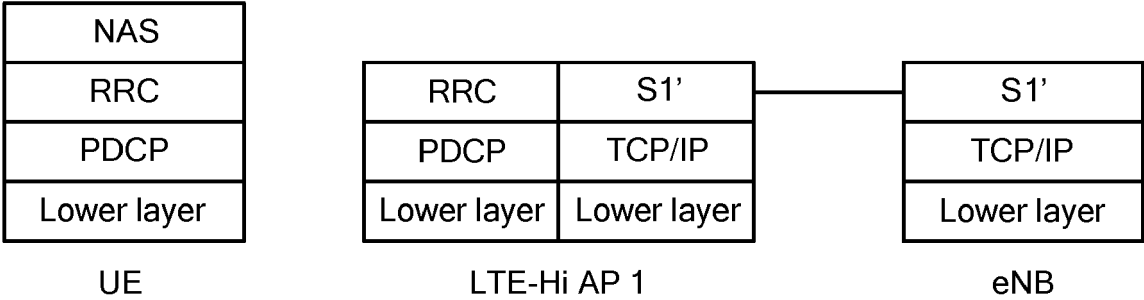 NAS
RRC
PDCP
Lower layer
UE
RRC S1’
PDCP TCP/IP
Lower layer Lower layer
LTE-Hi AP 1
S1’
TCP/IP
Lower layer
eNB